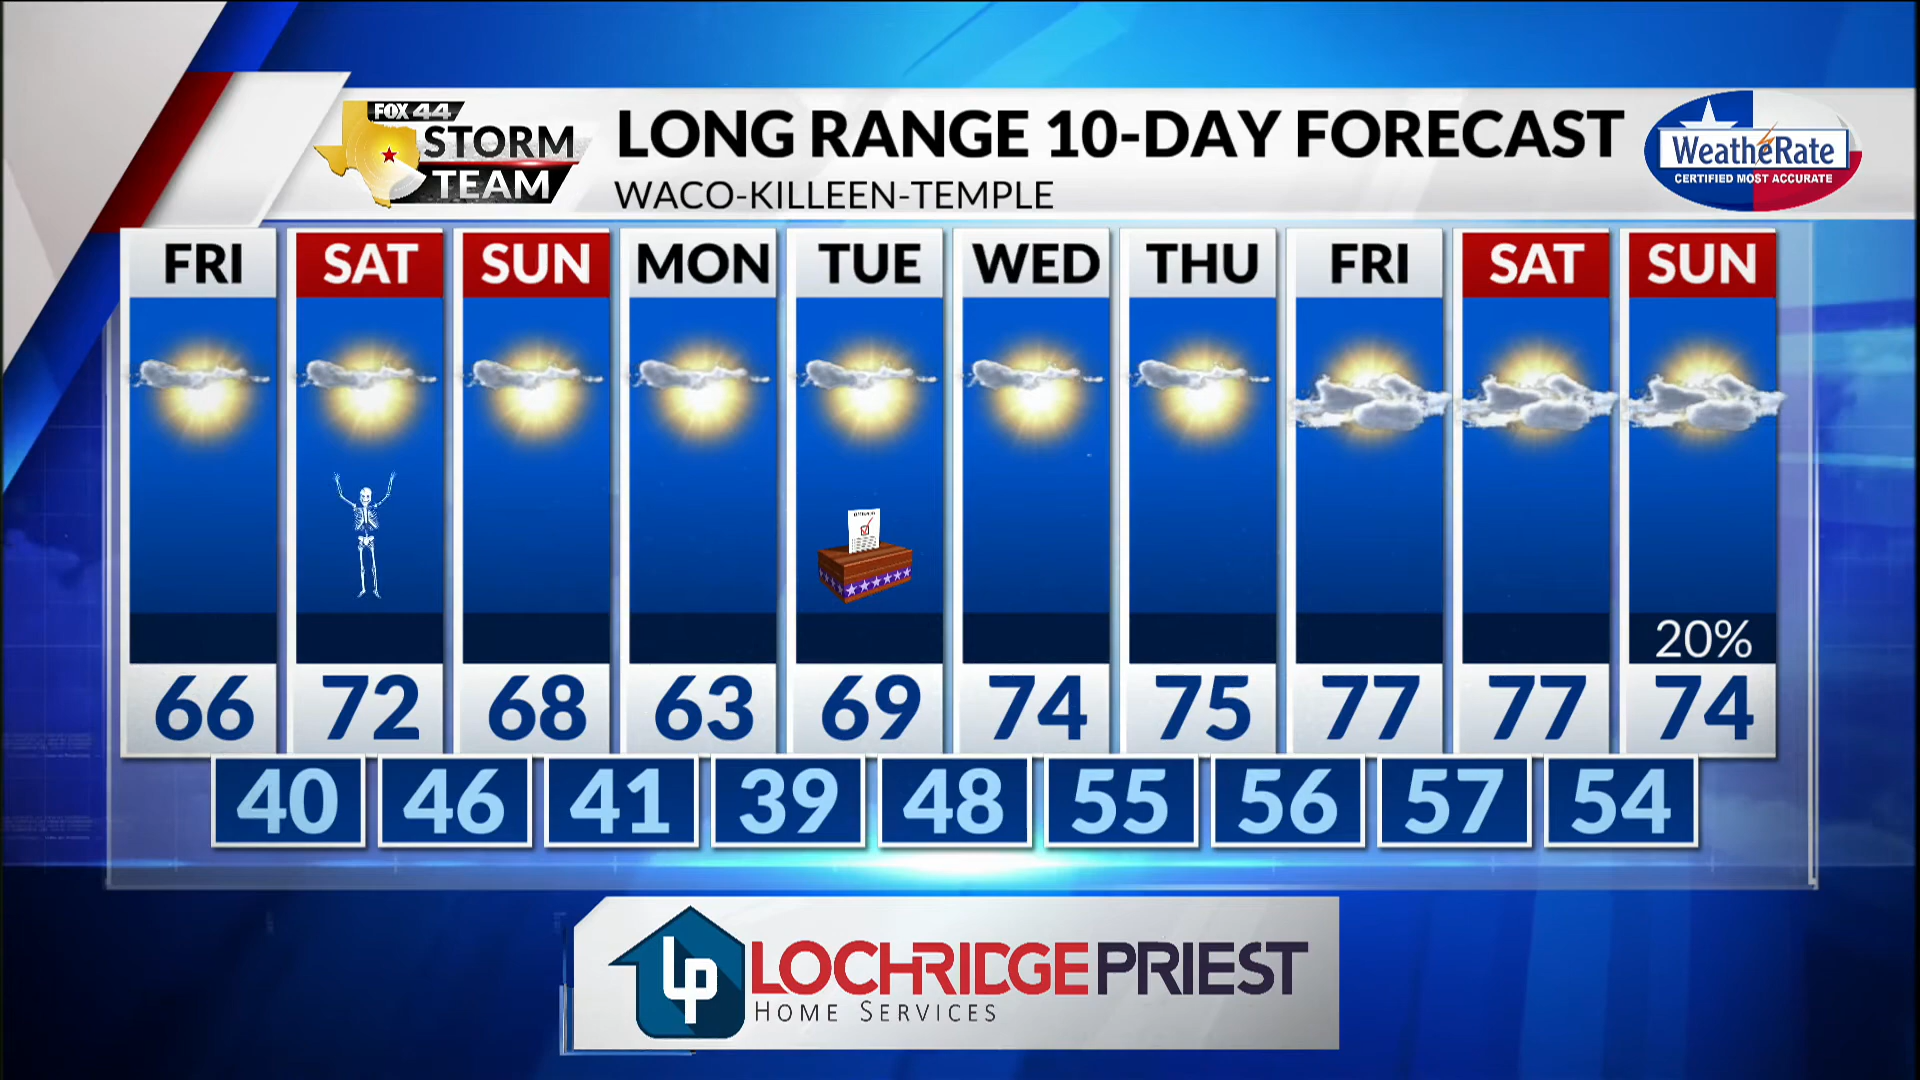 FOX 44
STORM
TEAM
LONG RANGE 10-DAY FORECAST
WACO-KILLEEN-TEMPLE
WeatheRate
CERTIFIED MOST ACCURATE
FRI SAT SUN MON TUE WED THU FRI SAT SUN
20%
66 72 68 63 69 74 75 77 77 74
40 46 41 39 48 55 56 57 54
LP
LOCHRIDGEPRIEST
HOME SERVICES